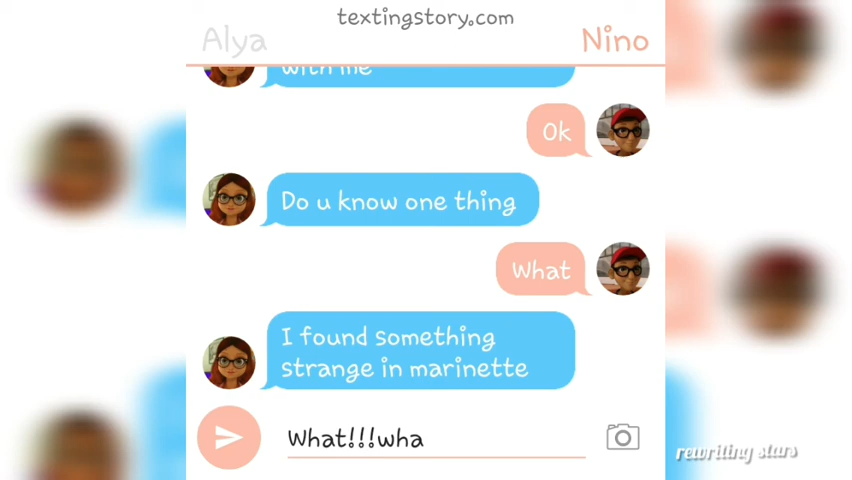 textingstory.com
Alya
Nino
with me
Ok
Do u know one thing
What
I found something
strange in marinette
What!!!wha
rewriting stars